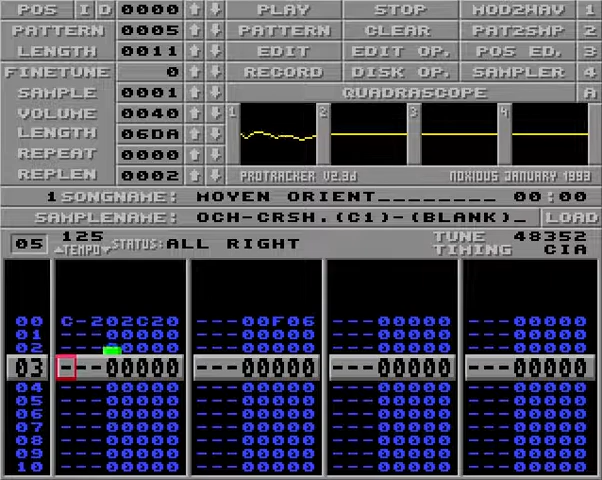 POS I D 0000 PLAY STOP MOD2WAV 1
PATTERN 0005 PATTERN CLEAR PAT2SMP 2
LENGTH 0011 EDIT EDIT OP. POS ED. 3
FINETUNE 0 RECORD DISK OP. SAMPLER 4
SAMPLE 0001 QUADRASCOPE A
VOLUME 0040 1 2 3 4
LENGTH 06DA
REPEAT 0000
REPLEN 0002 PROTRACKER V2.3d NOXIOUS JANUARY 1993
1 SONGNAME: MOYEN ORIENT________ 00:00
SAMPLENAME: OCH-CRSH.(C1)-(BLANK)_ LOAD
05 125 TEMPO STATUS: ALL RIGHT TUNE 48352
TIMING CIA
00 C-202C20 ---00F06 ---00000 ---00000
01 ---00000 ---00000 ---00000 ---00000
02 ---00000 ---00000 ---00000 ---00000
03 ---00000 ---00000 ---00000 ---00000
04 ---00000 ---00000 ---00000 ---00000
05 ---00000 ---00000 ---00000 ---00000
06 ---00000 ---00000 ---00000 ---00000
07 ---00000 ---00000 ---00000 ---00000
08 ---00000 ---00000 ---00000 ---00000
09 ---00000 ---00000 ---00000 ---00000
10 ---00000 ---00000 ---00000 ---00000